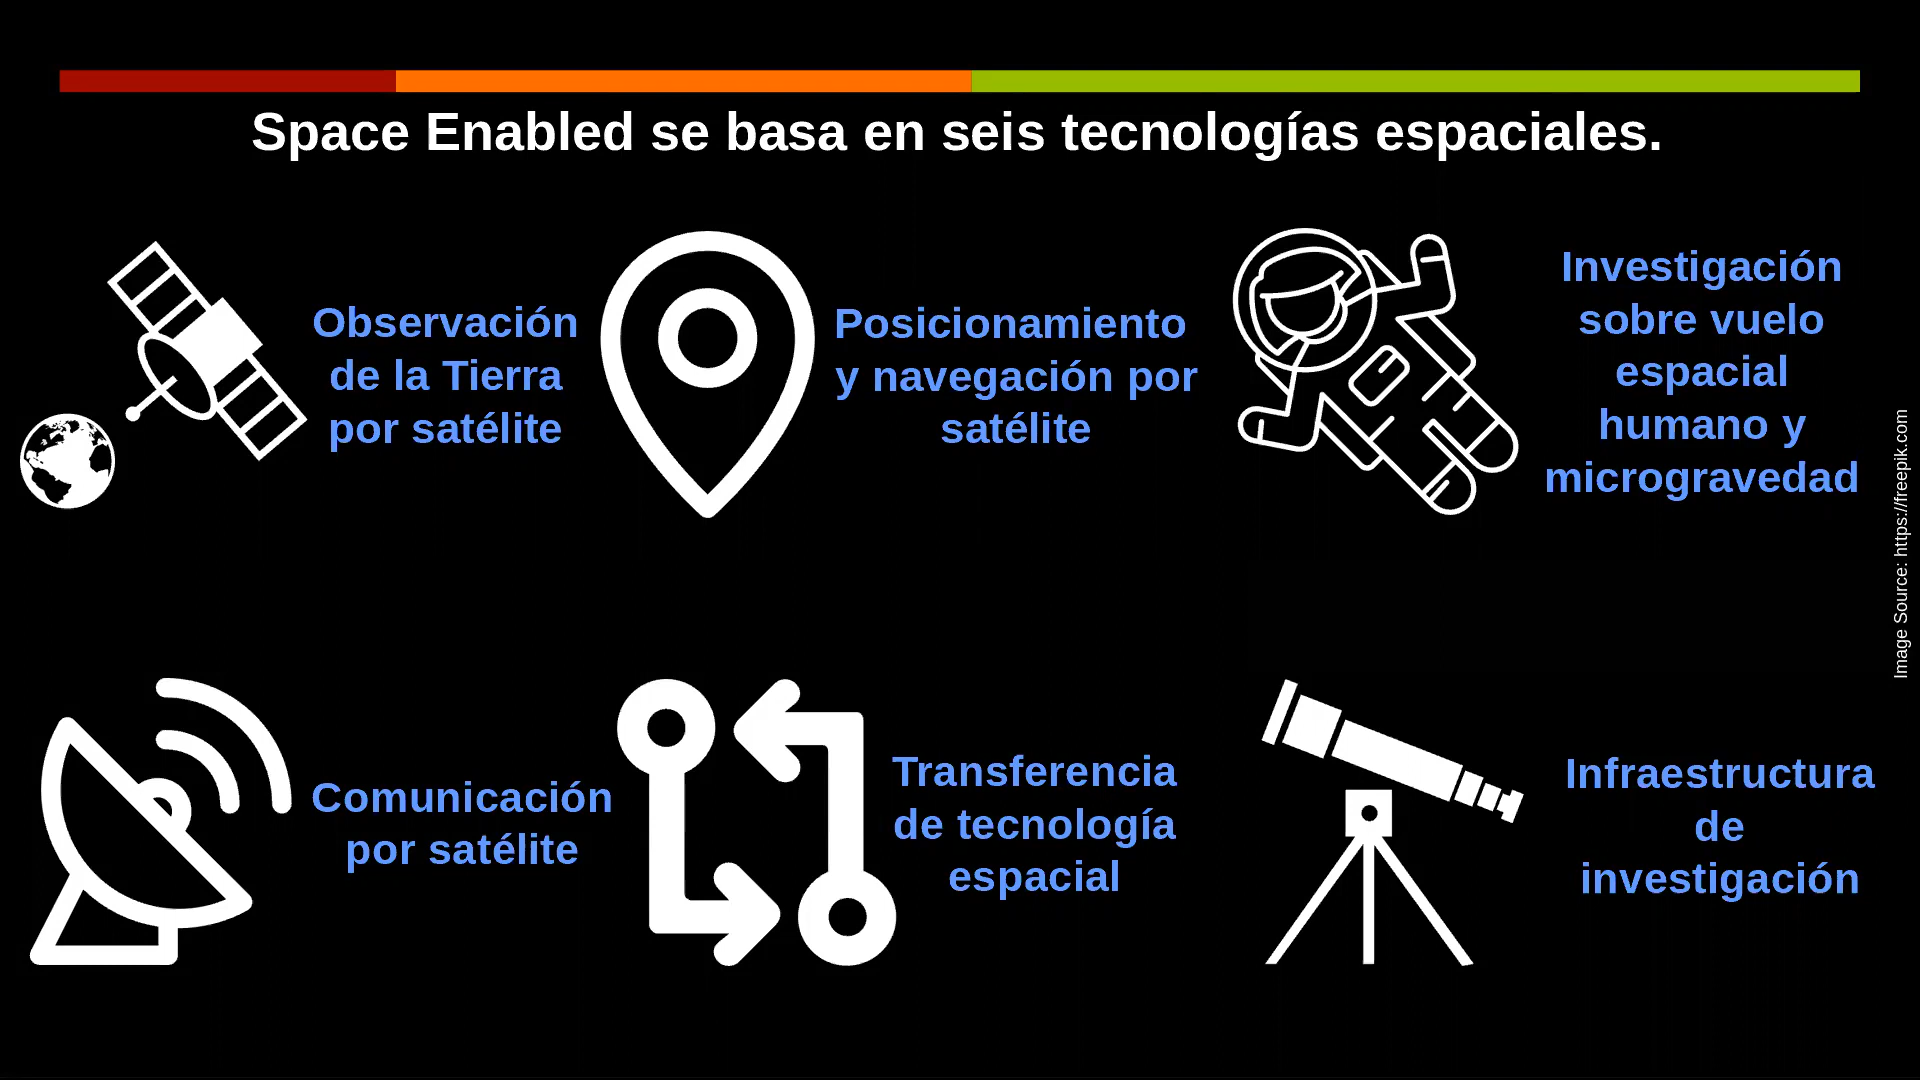 Space Enabled se basa en seis tecnologías espaciales.
Observación
de la Tierra
por satélite
Posicionamiento
y navegación por
satélite
Investigación
sobre vuelo
espacial
humano y
microgravedad
Comunicación
por satélite
Transferencia
de tecnología
espacial
Infraestructura
de
investigación
Image Source: https://freepik.com